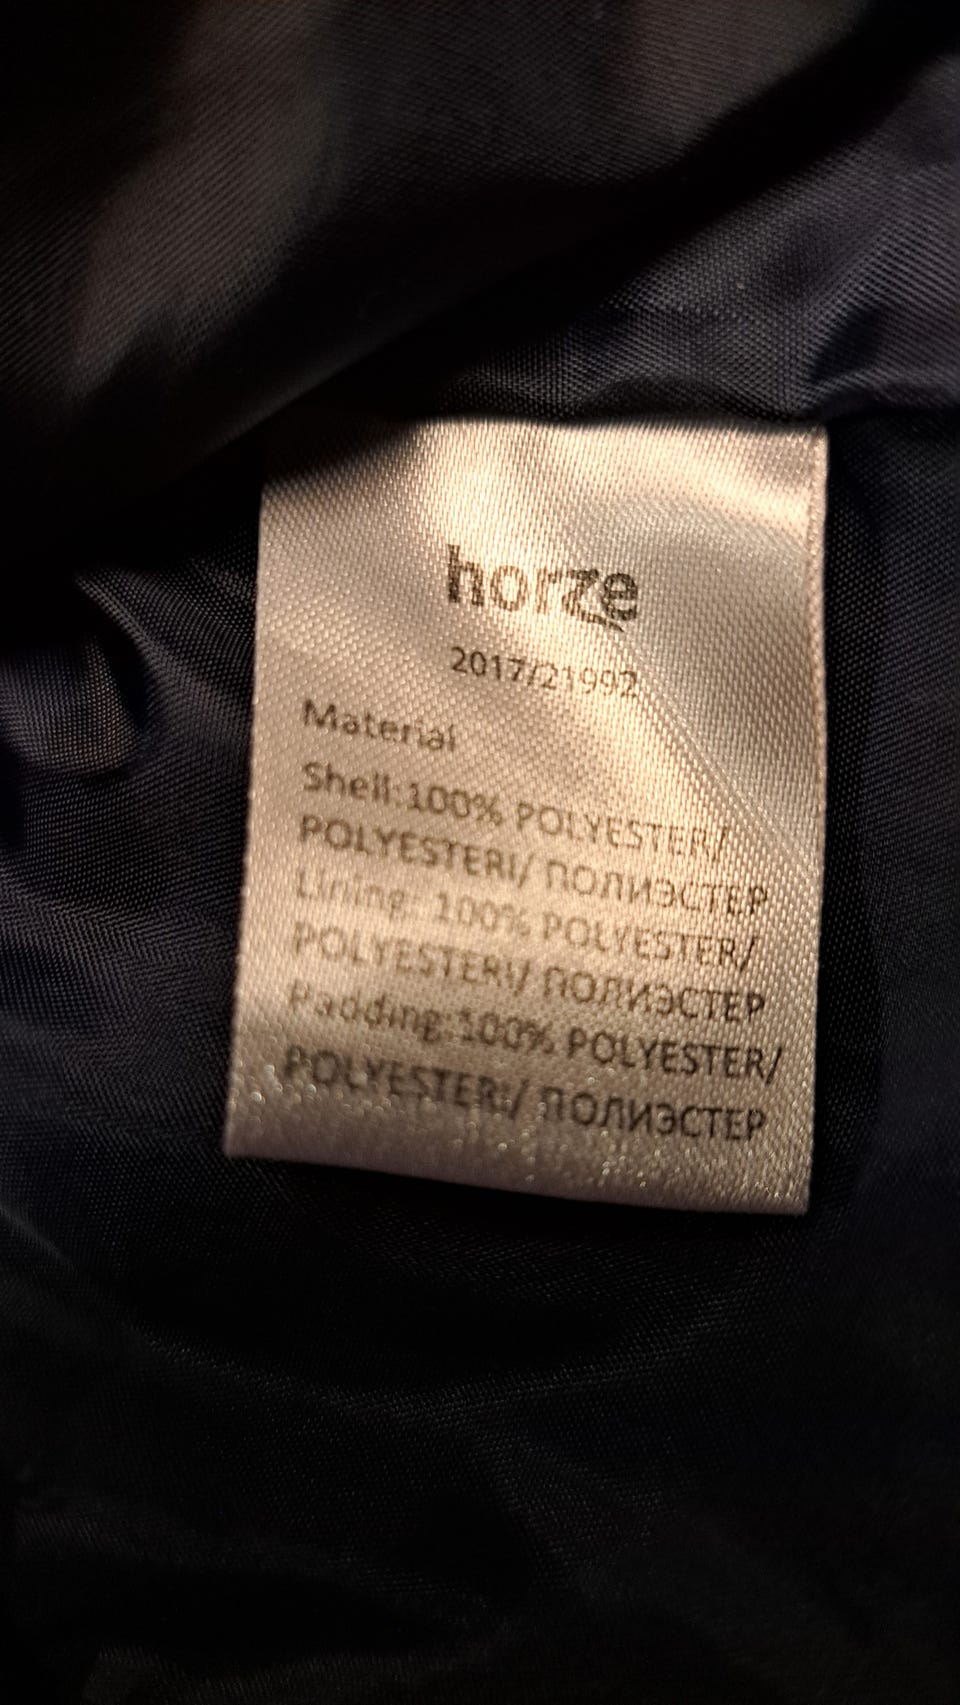 horze
2017/21992
Material
Shell:100% POLYESTER/
POLYESTERI/ ПОЛИЭСТЕР
Lining: 100% POLYESTER/
POLYESTERI/ ПОЛИЭСТЕР
Padding:100% POLYESTER/
POLYESTERI/ ПОЛИЭСТЕР